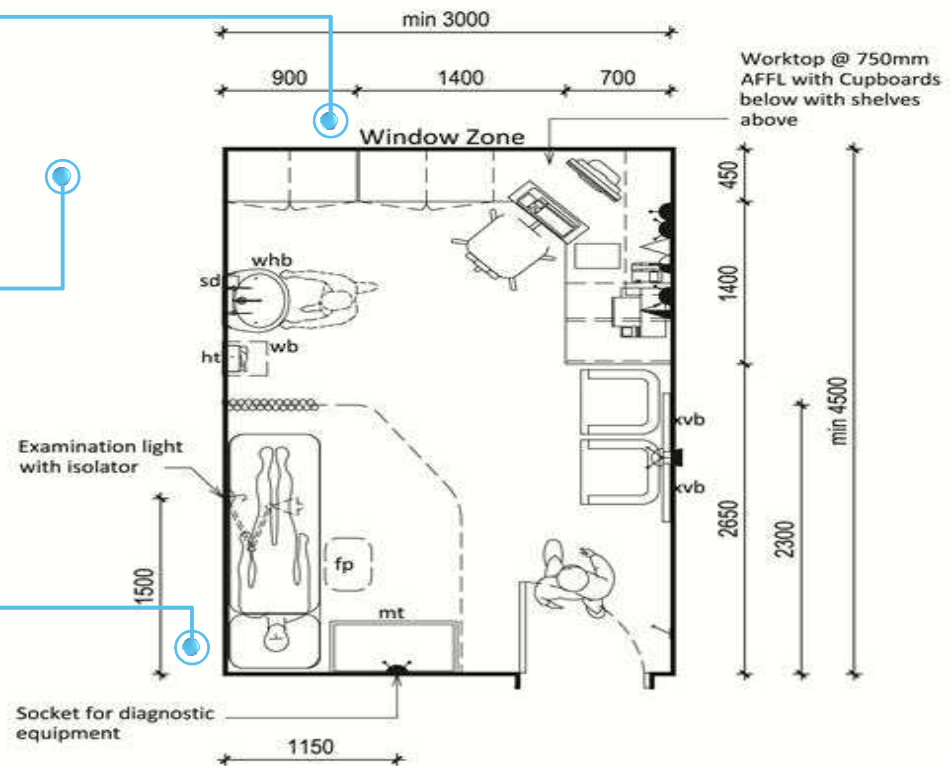 min 3000
900
1400
700
Worktop @ 750mm
AFFL with Cupboards
below with shelves
above
Window Zone
450
whb
sd
1400
ht
wb
min 4500
xvb
Examination light
with isolator
xvb
2650
2300
1500
fp
mt
Socket for diagnostic
equipment
1150